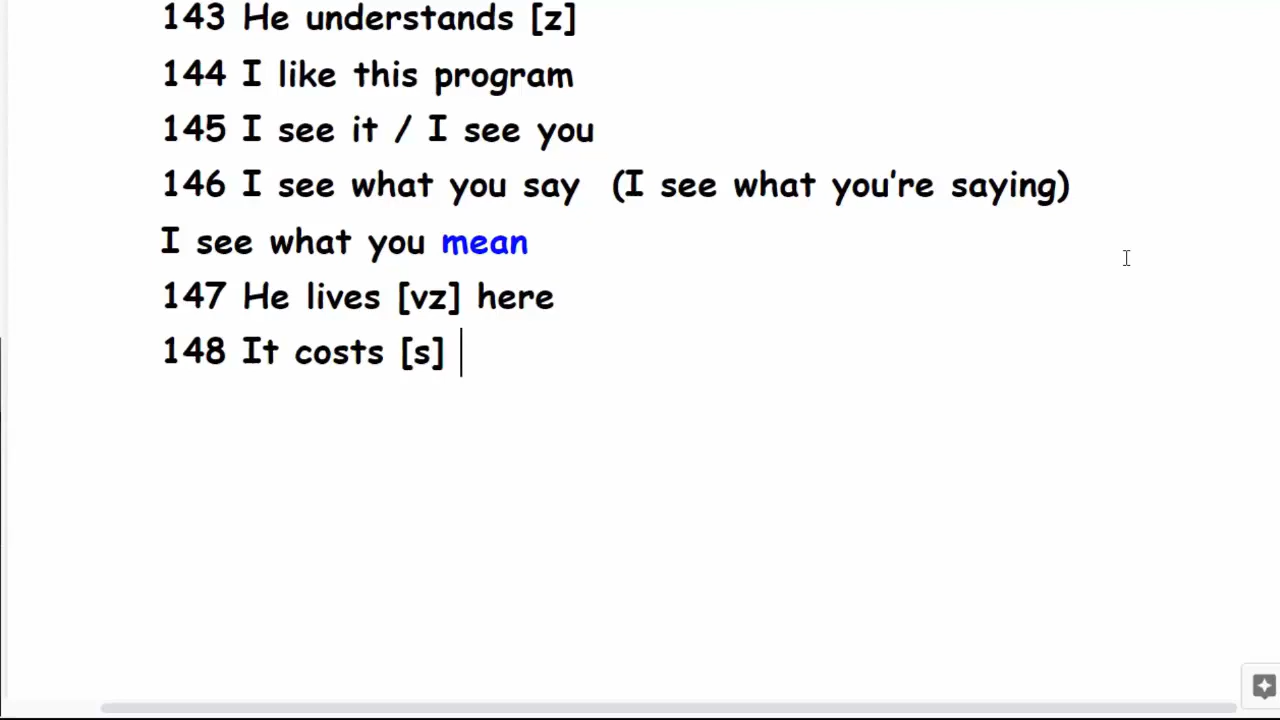 143 He understands [z]
144 I like this program
145 I see it / I see you
146 I see what you say (I see what you're saying)
I see what you mean
147 He lives [vz] here
148 It costs [s]